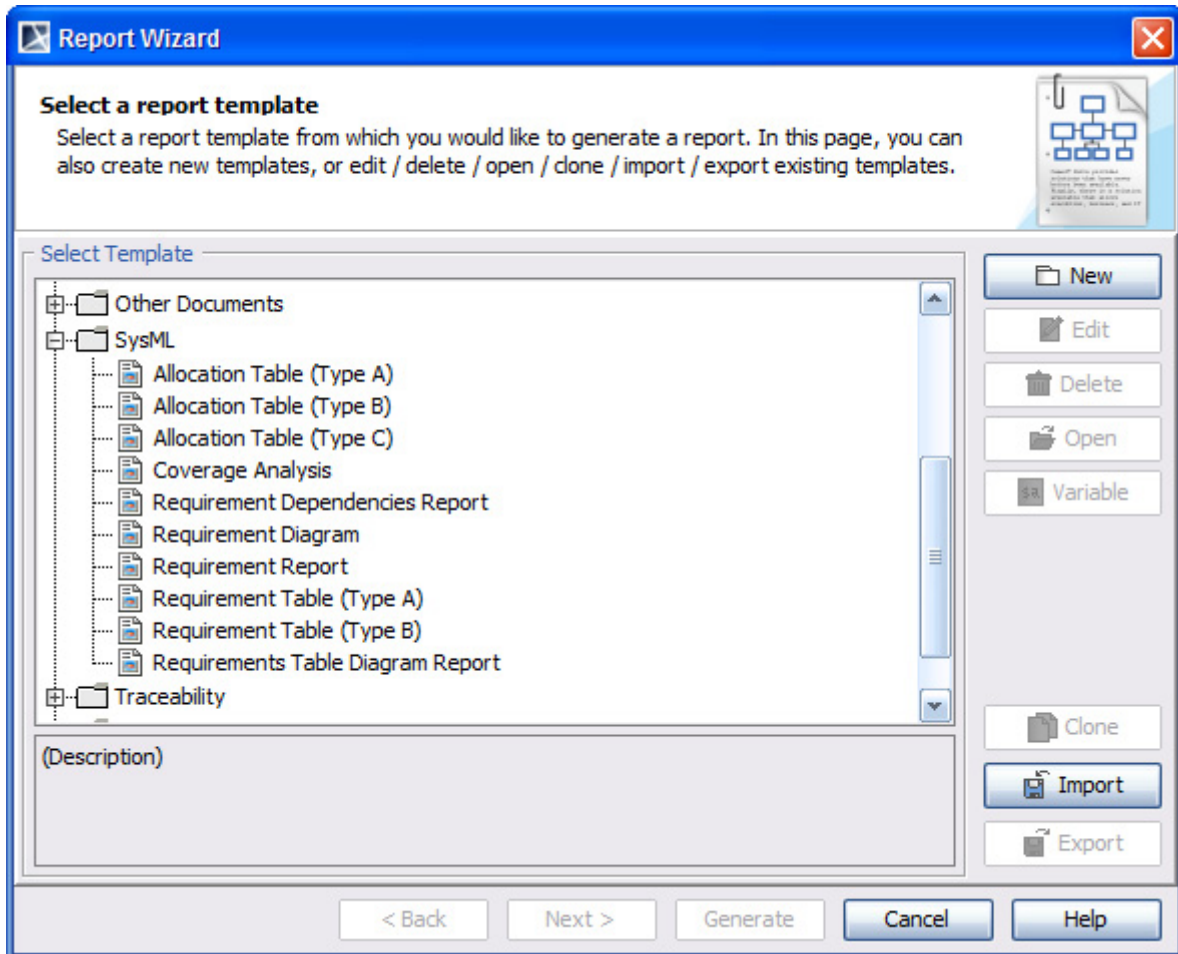 Report Wizard
Select a report template
Select a report template from which you would like to generate a report. In this page, you can
also create new templates, or edit / delete / open / clone / import / export existing templates.
Select Template
Other Documents
SysML
Allocation Table (Type A)
Allocation Table (Type B)
Allocation Table (Type C)
Coverage Analysis
Requirement Dependencies Report
Requirement Diagram
Requirement Report
Requirement Table (Type A)
Requirement Table (Type B)
Requirements Table Diagram Report
Traceability
(Description)
New
Edit
Delete
Open
Variable
Clone
Import
Export
< Back
Next >
Generate
Cancel
Help